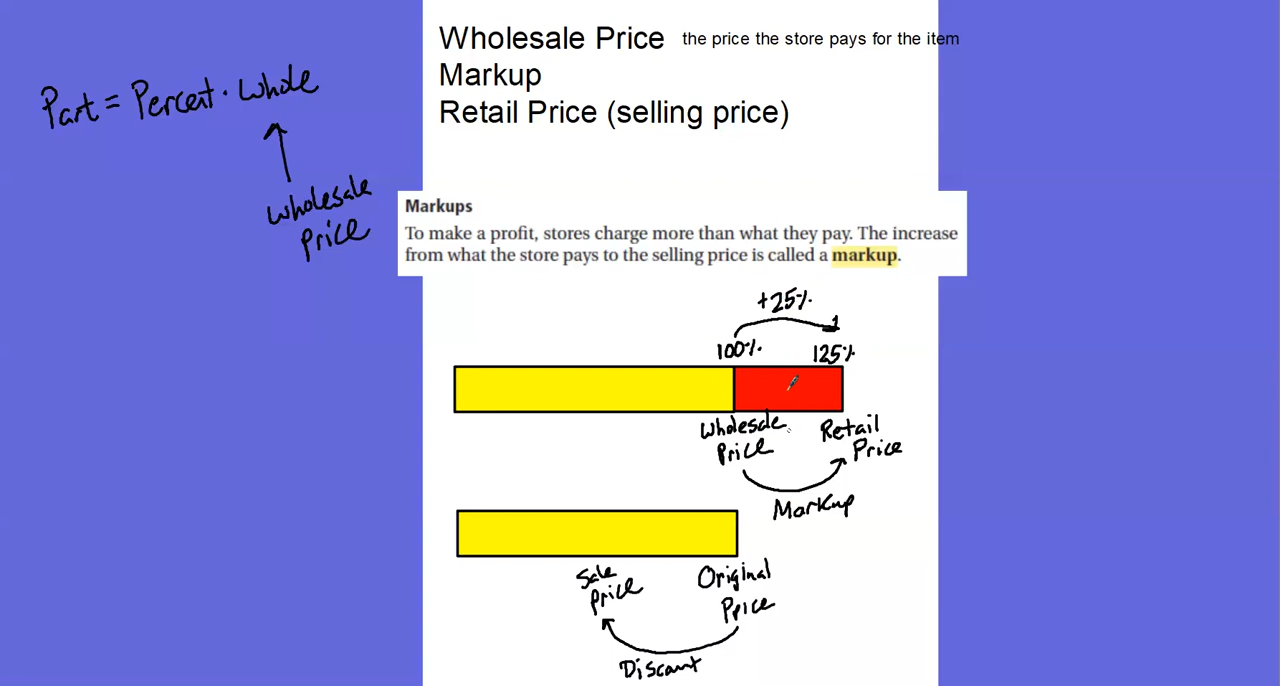 Wholesale Price the price the store pays for the item
Markup
Retail Price (selling price)
Part = Percent · Whole
Wholesale
Price
Markups
To make a profit, stores charge more than what they pay. The increase
from what the store pays to the selling price is called a markup.
+25%
100% 125%
Wholesale
Price
Retail
Price
Markup
Sale
Price
Original
Price
Discount